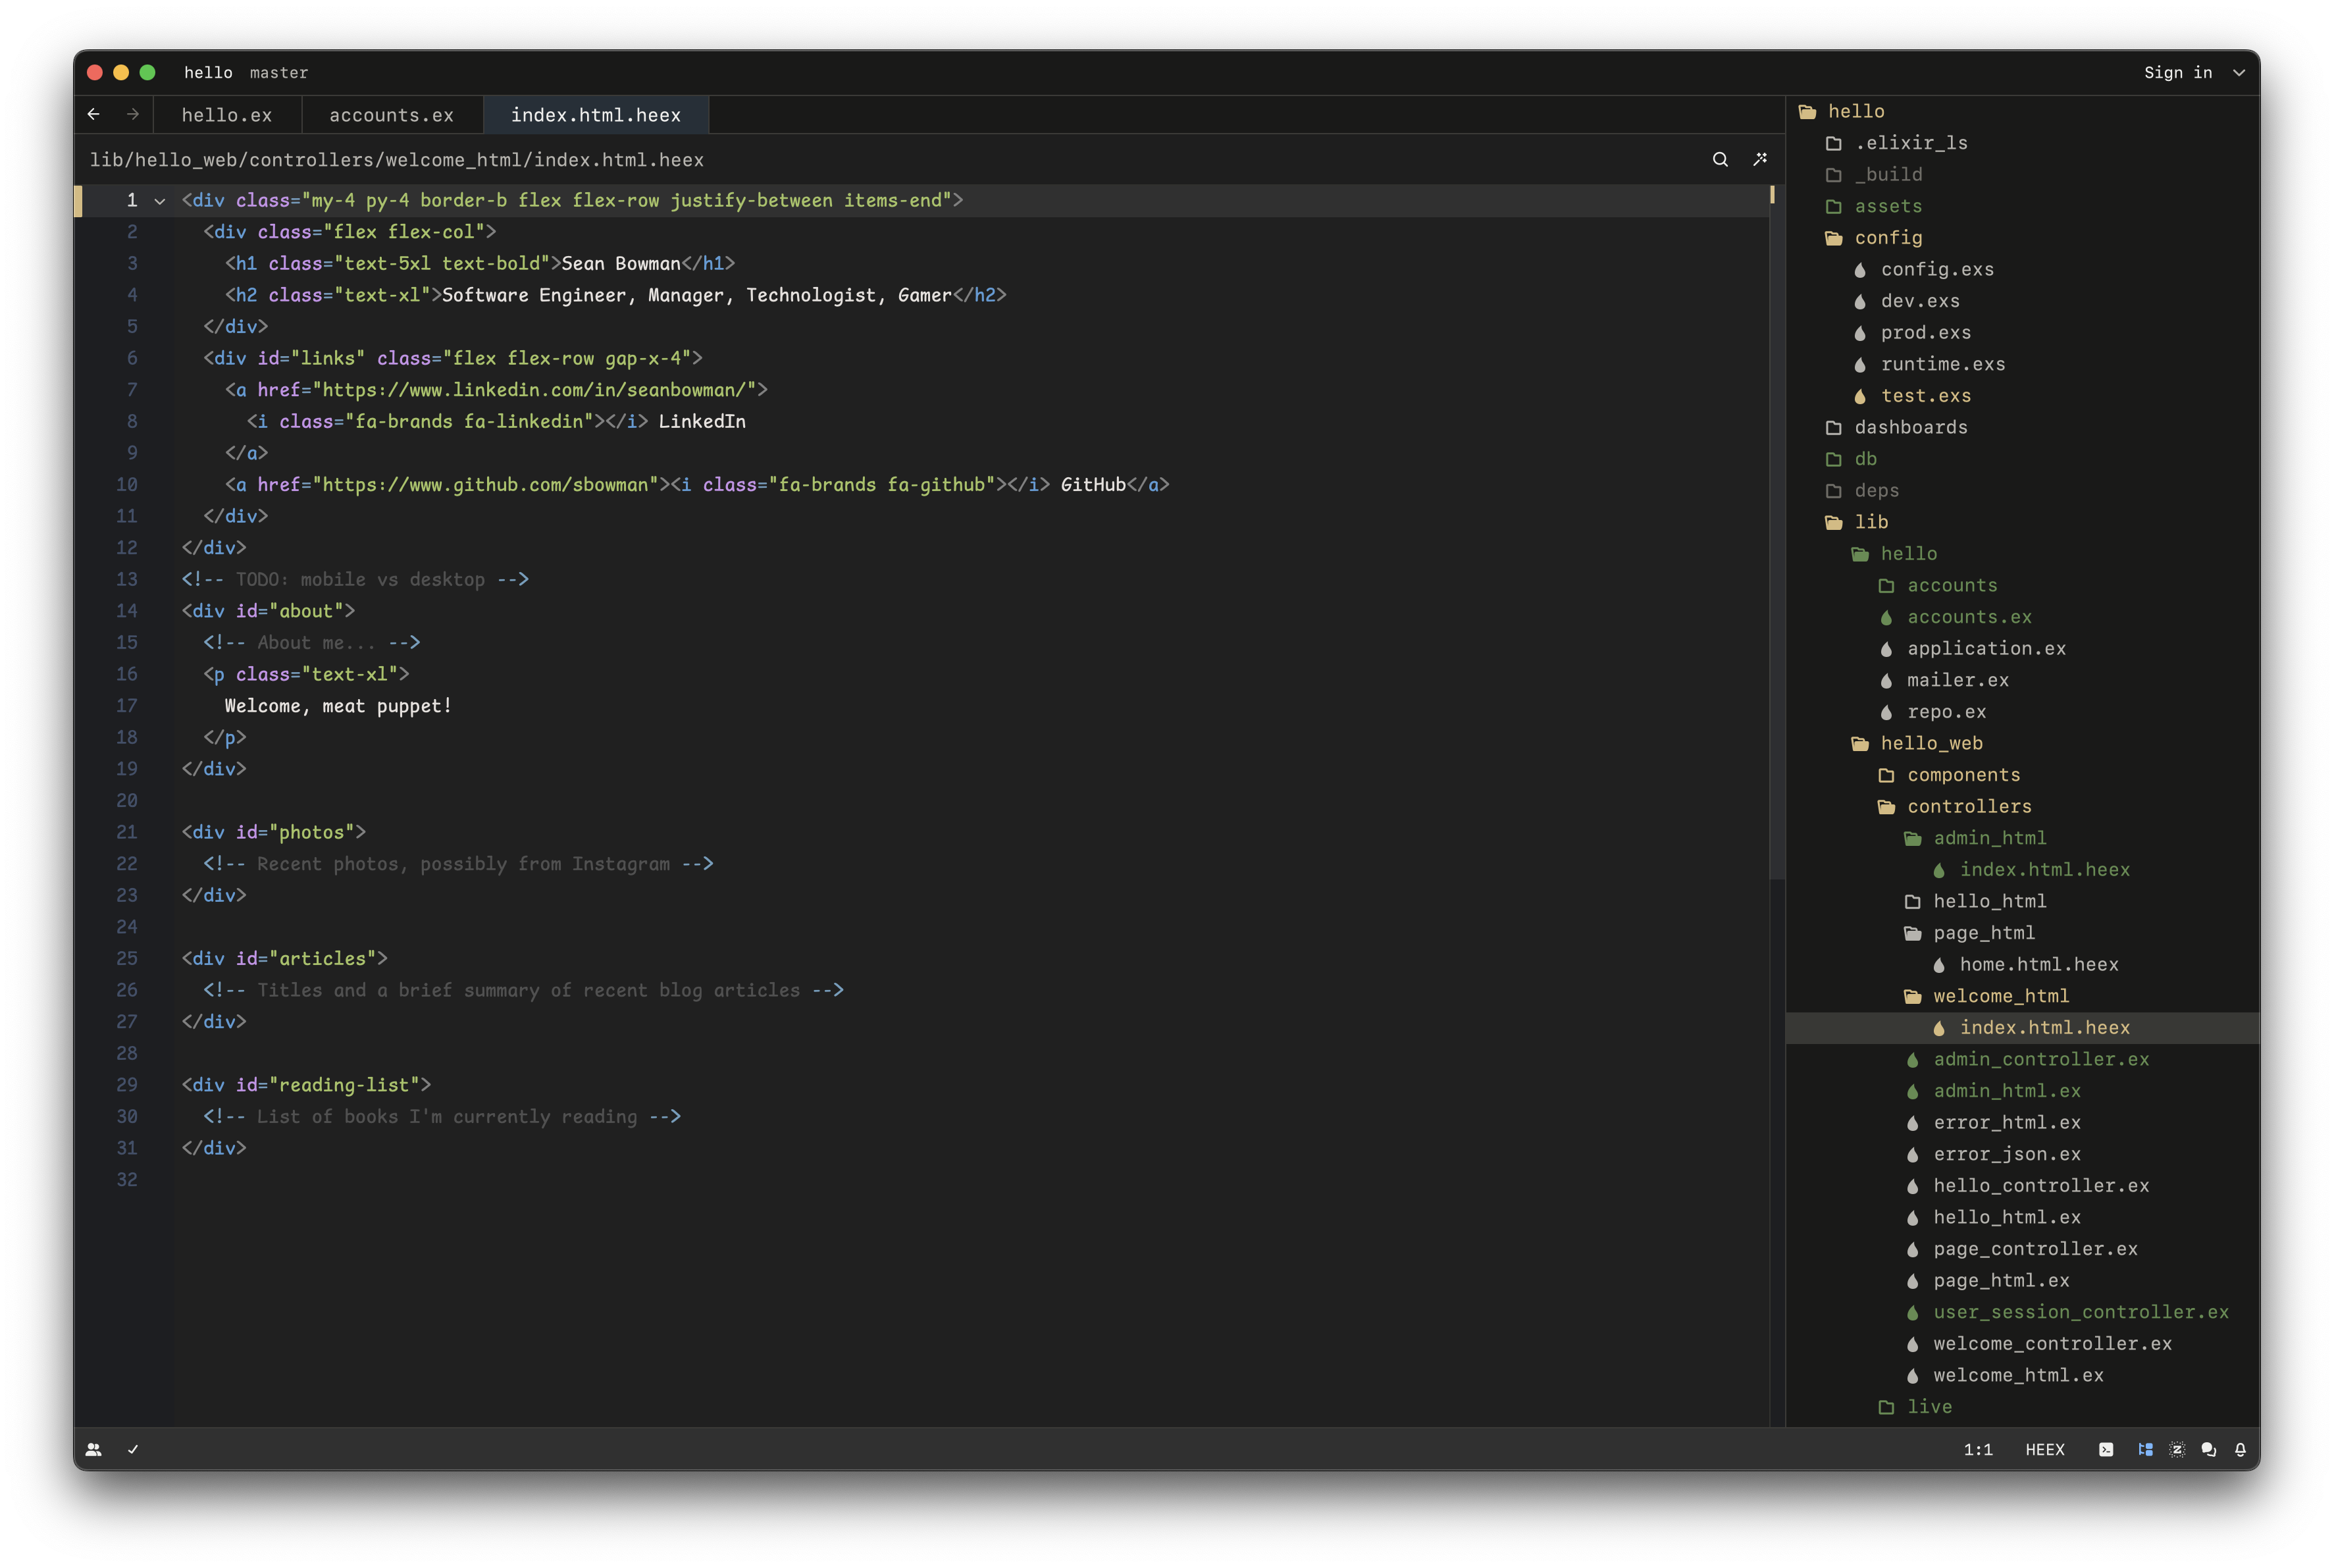 hello master
Sign in
hello.ex accounts.ex index.html.heex
lib/hello_web/controllers/welcome_html/index.html.heex
1 <div class="my-4 py-4 border-b flex flex-row justify-between items-end">
2 <div class="flex flex-col">
3 <h1 class="text-5xl text-bold">Sean Bowman</h1>
4 <h2 class="text-xl">Software Engineer, Manager, Technologist, Gamer</h2>
5 </div>
6 <div id="links" class="flex flex-row gap-x-4">
7 <a href="https://www.linkedin.com/in/seanbowman/">
8 <i class="fa-brands fa-linkedin"></i> LinkedIn
9 </a>
10 <a href="https://www.github.com/sbowman"><i class="fa-brands fa-github"></i> GitHub</a>
11 </div>
12 </div>
13 <!-- TODO: mobile vs desktop -->
14 <div id="about">
15 <!-- About me... -->
16 <p class="text-xl">
17 Welcome, meat puppet!
18 </p>
19 </div>
20
21 <div id="photos">
22 <!-- Recent photos, possibly from Instagram -->
23 </div>
24
25 <div id="articles">
26 <!-- Titles and a brief summary of recent blog articles -->
27 </div>
28
29 <div id="reading-list">
30 <!-- List of books I'm currently reading -->
31 </div>
32
hello
.elixir_ls
_build
assets
config
config.exs
dev.exs
prod.exs
runtime.exs
test.exs
dashboards
db
deps
lib
hello
accounts
accounts.ex
application.ex
mailer.ex
repo.ex
hello_web
components
controllers
admin_html
index.html.heex
hello_html
page_html
home.html.heex
welcome_html
index.html.heex
admin_controller.ex
admin_html.ex
error_html.ex
error_json.ex
hello_controller.ex
hello_html.ex
page_controller.ex
page_html.ex
user_session_controller.ex
welcome_controller.ex
welcome_html.ex
live
1:1 HEEX